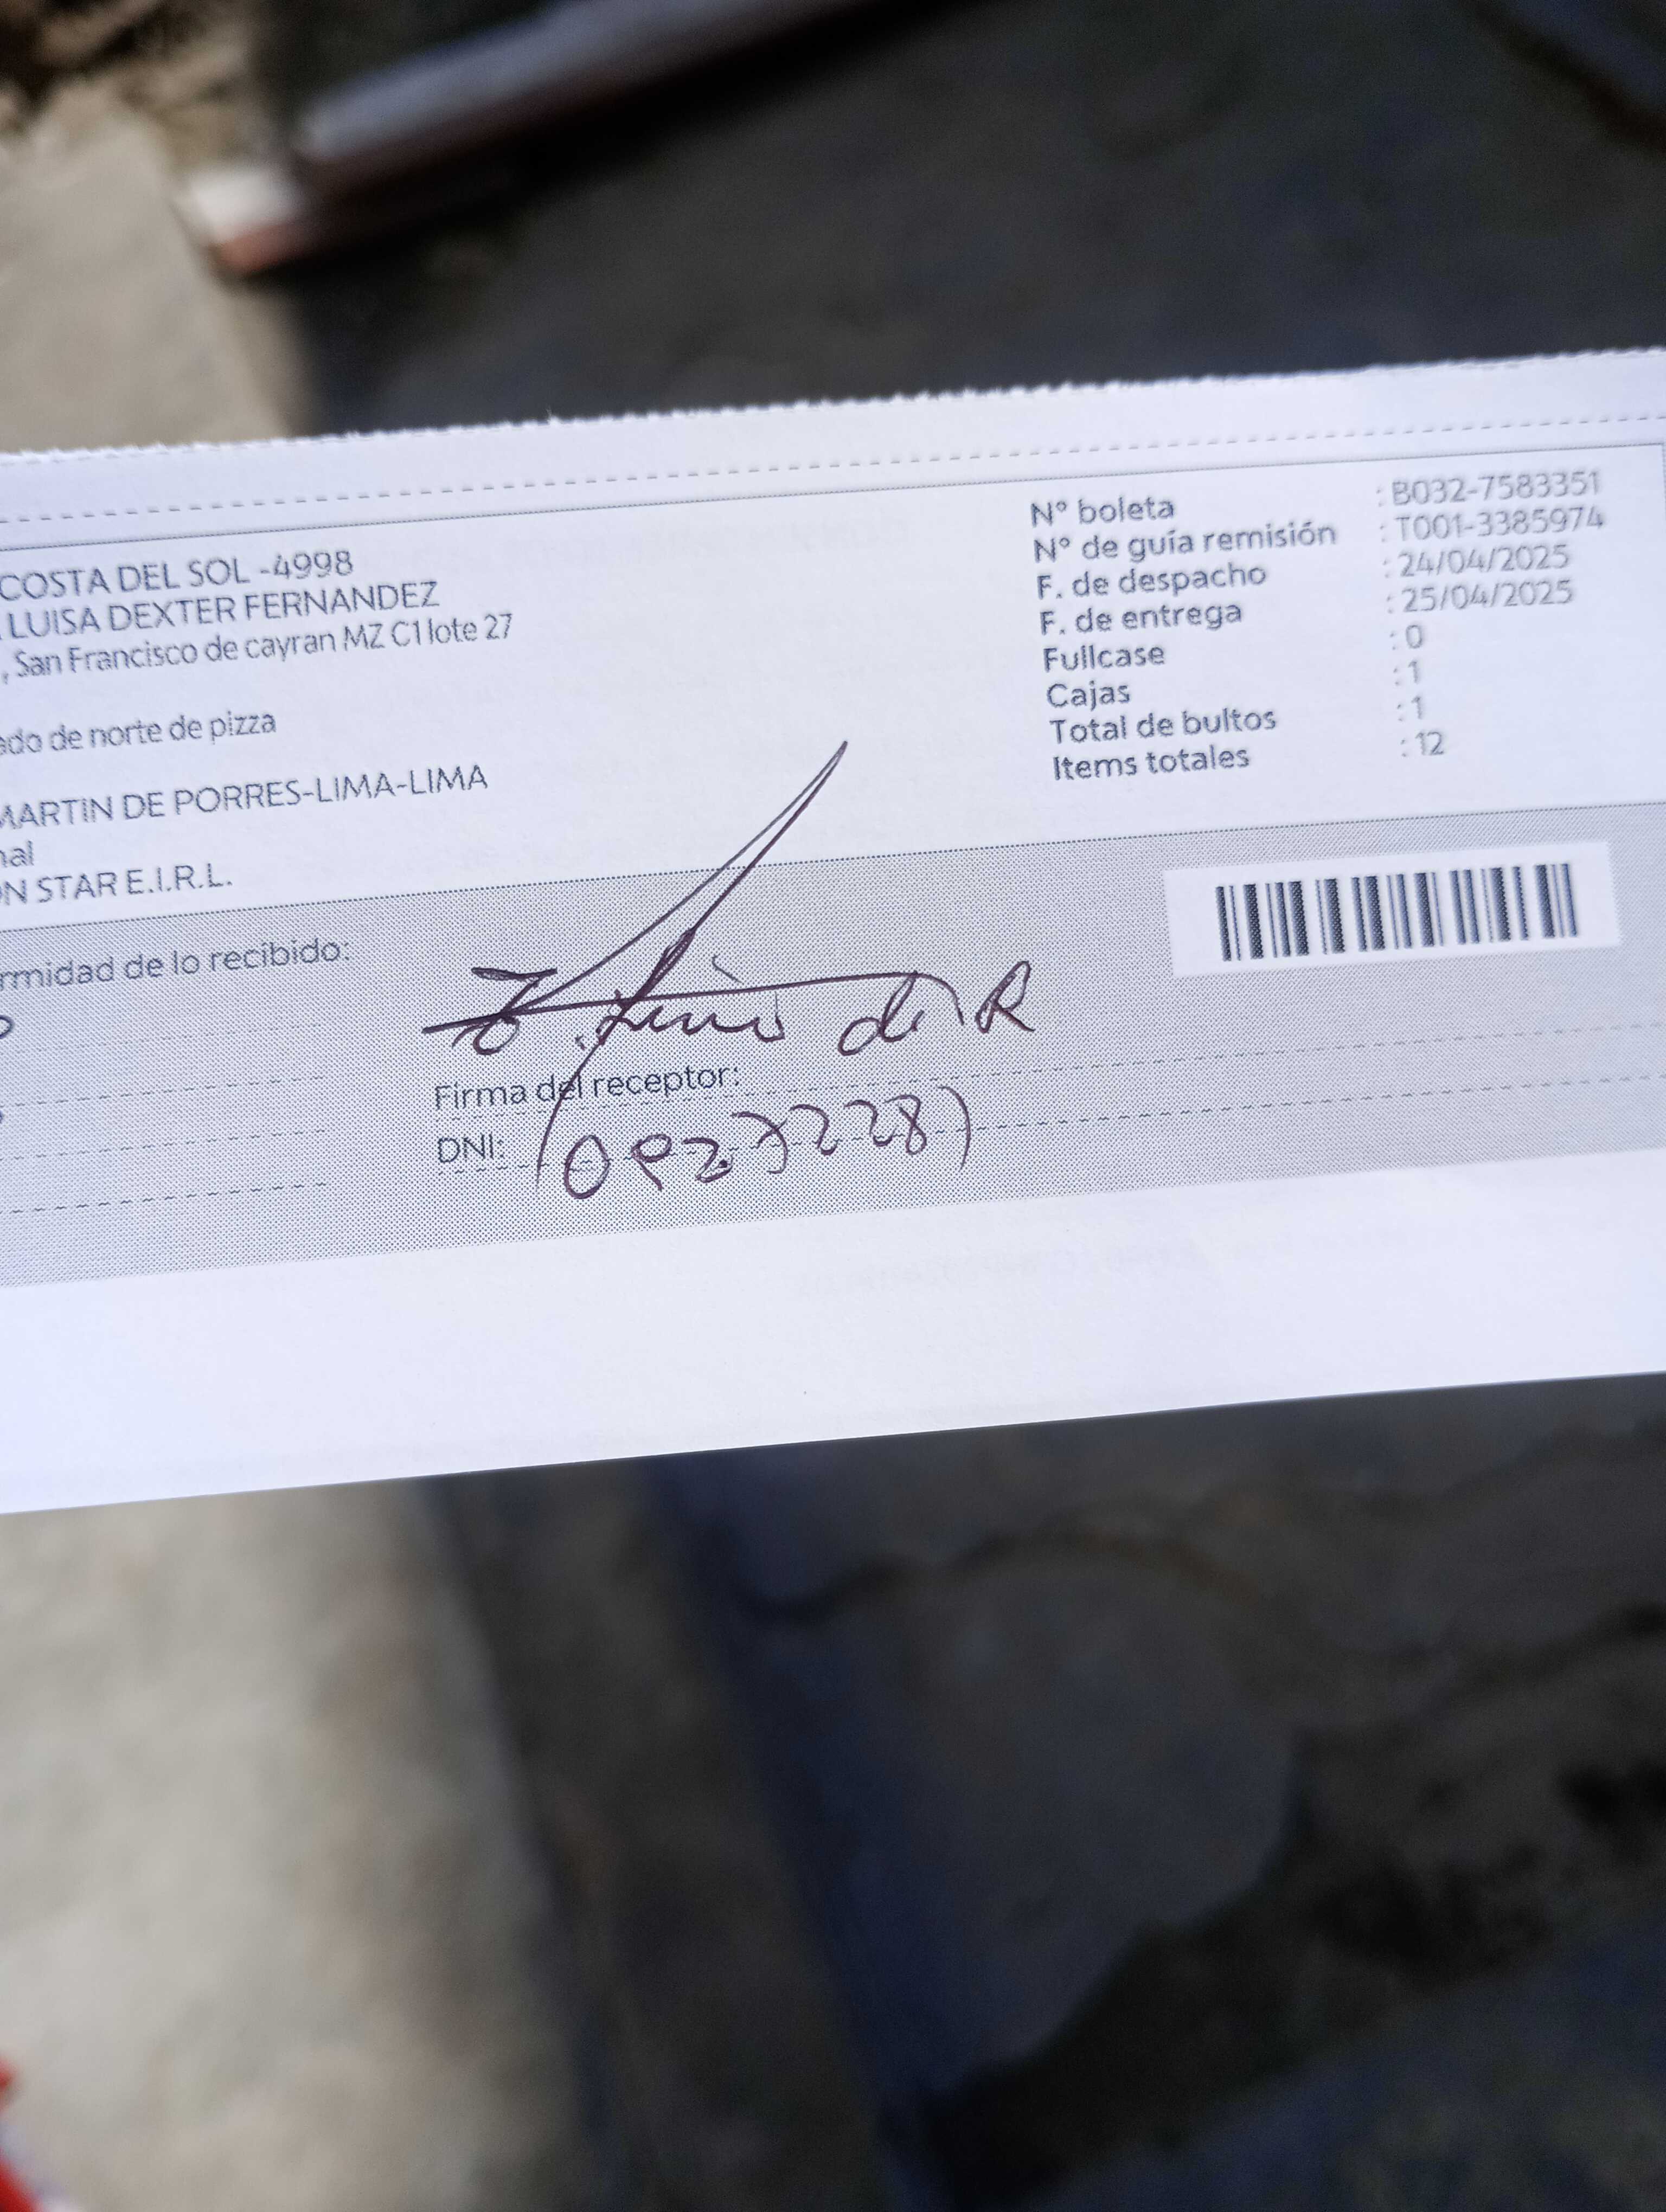 COSTA DEL SOL -4998
LUISA DEXTER FERNANDEZ
, San Francisco de cayran MZ C1 lote 27
ado de norte de pizza
MARTIN DE PORRES-LIMA-LIMA
nal
ON STAR E.I.R.L.
N° boleta : B032-7583351
N° de guía remisión : T001-3385974
F. de despacho : 24/04/2025
F. de entrega : 25/04/2025
Fullcase : 0
Cajas : 1
Total de bultos : 1
Items totales : 12
rmidad de lo recibido:
de R
Firma del receptor:
DNI: